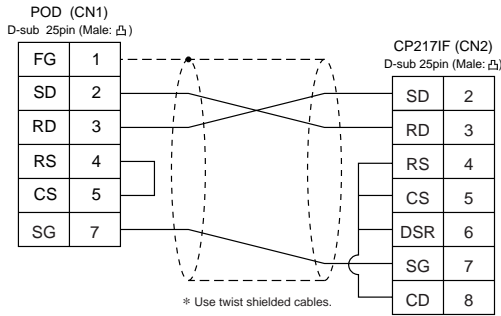 POD (CN1)
D-sub 25pin (Male: 凸)
FG 1
SD 2
RD 3
RS 4
CS 5
SG 7
CP217IF (CN2)
D-sub 25pin (Male: 凸)
SD 2
RD 3
RS 4
CS 5
DSR 6
SG 7
CD 8
* Use twist shielded cables.